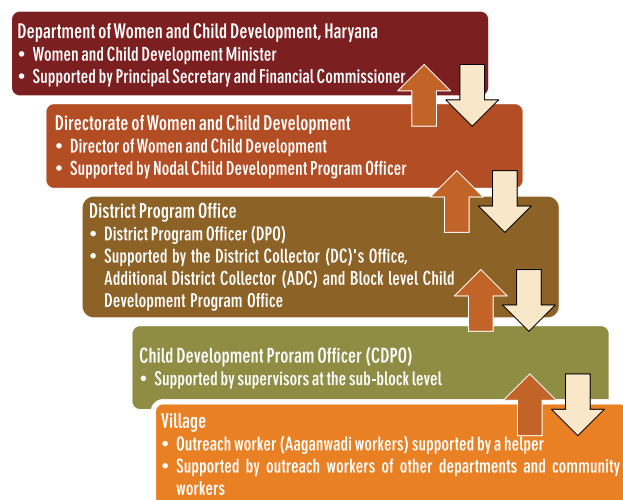 Department of Women and Child Development, Haryana
• Women and Child Development Minister
• Supported by Principal Secretary and Financial Commissioner
Directorate of Women and Child Development
• Director of Women and Child Development
• Supported by Nodal Child Development Program Officer
District Program Office
• District Program Officer (DPO)
• Supported by the District Collector (DC)'s Office,
Additional District Collector (ADC) and Block level Child
Development Program Office
Child Development Proram Officer (CDPO)
• Supported by supervisors at the sub-block level
Village
• Outreach worker (Aaganwadi workers) supported by a helper
• Supported by outreach workers of other departments and community
workers